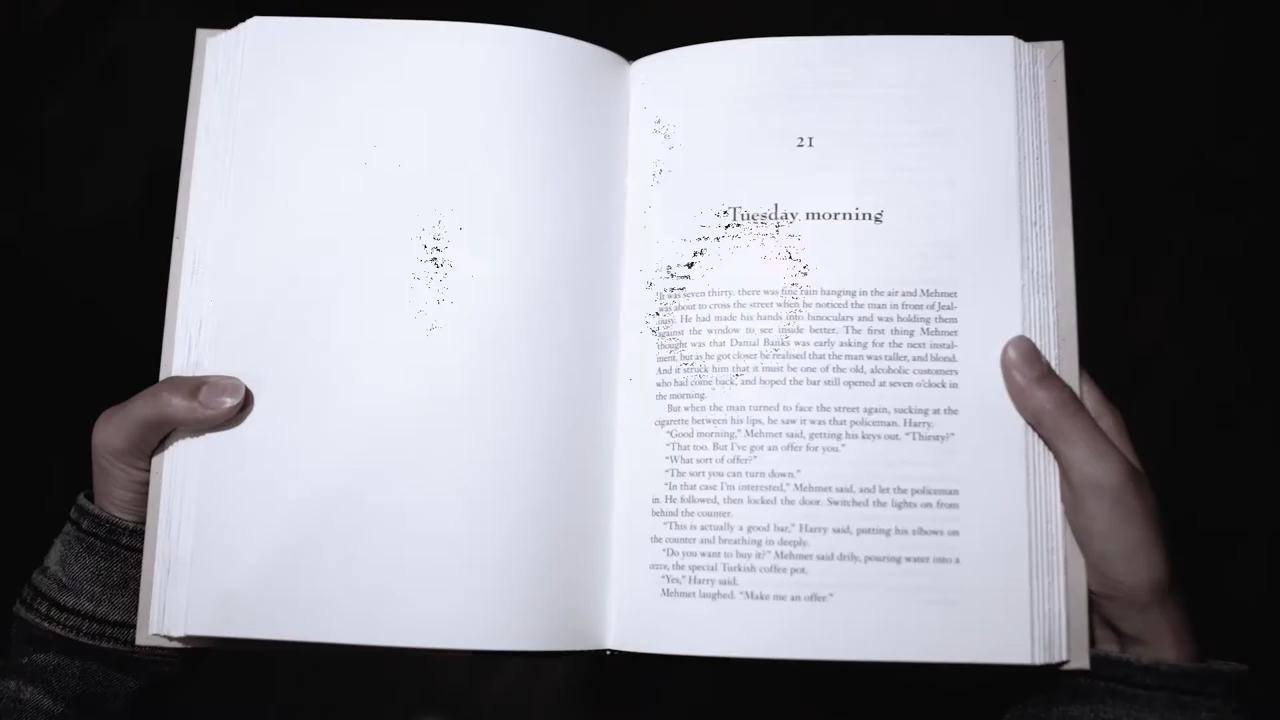 21
Tuesday morning
It was seven thirty, there was fine rain hanging in the air and Mehmet
was about to cross the street when he noticed the man in front of Jeal-
ousy. He had made his hands into binoculars and was holding them
against the window to see inside better. The first thing Mehmet
thought was that Danial Banks was early asking for the next instal-
ment, but as he got closer he realised that the man was taller, and blond.
And it struck him that it must be one of the old, alcoholic customers
who had come back, and hoped the bar still opened at seven o'clock in
the morning.
But when the man turned to face the street again, sucking at the
cigarette between his lips, he saw it was that policeman. Harry.
“Good morning,” Mehmet said, getting his keys out. “Thirsty?”
“That too. But I've got an offer for you.”
“What sort of offer?”
“The sort you can turn down.”
“In that case I'm interested,” Mehmet said, and let the policeman
in. He followed, then locked the door. Switched the lights on from
behind the counter.
“This is actually a good bar,” Harry said, putting his elbows on
the counter and breathing in deeply.
“Do you want to buy it?” Mehmet said drily, pouring water into a
cezve, the special Turkish coffee pot.
“Yes,” Harry said.
Mehmet laughed. “Make me an offer.”